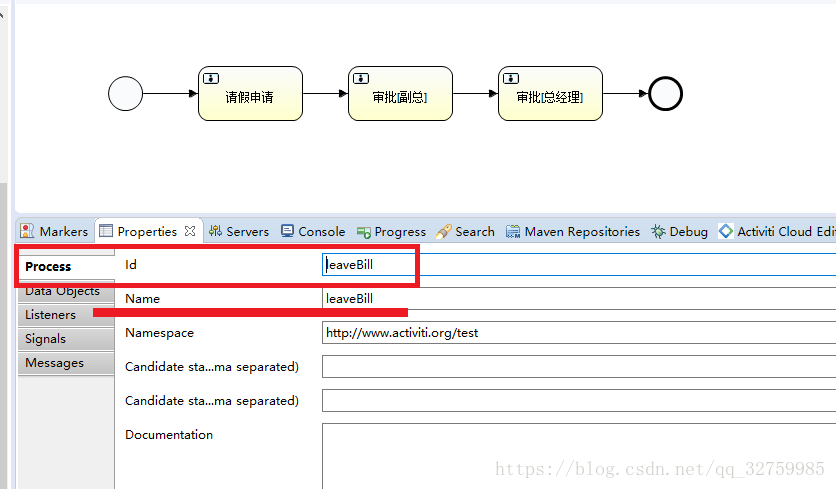 请假申请
审批[副总]
审批[总经理]
Markers Properties Servers Console Progress Search Maven Repositories Debug Activiti Cloud Edi
Process
Id leaveBill
Data Objects
Name leaveBill
Listeners
Namespace http://www.activiti.org/test
Signals
Messages
Candidate sta...ma separated)
Candidate sta...ma separated)
Documentation
https://blog.csdn.net/qq_32759985